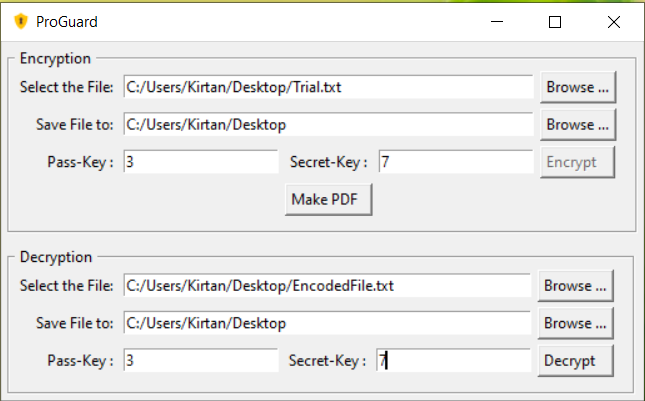 ProGuard
Encryption
Select the File: C:/Users/Kirtan/Desktop/Trial.txt Browse ...
Save File to: C:/Users/Kirtan/Desktop Browse ...
Pass-Key : 3 Secret-Key : 7 Encrypt
Make PDF
Decryption
Select the File: C:/Users/Kirtan/Desktop/EncodedFile.txt Browse ...
Save File to: C:/Users/Kirtan/Desktop Browse ...
Pass-Key : 3 Secret-Key : 7 Decrypt